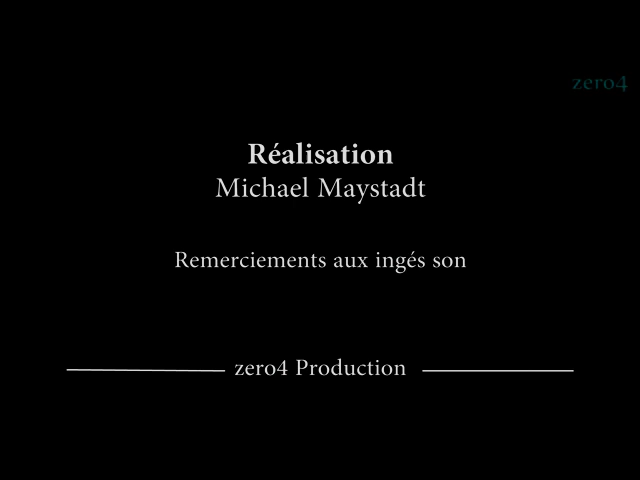 zero4
Réalisation
Michael Maystadt
Remerciements aux ingés son
zero4 Production